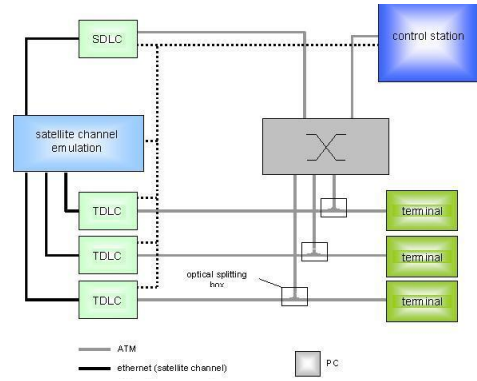 SDLC
control station
satellite channel
emulation
TDLC
terminal
TDLC
terminal
optical splitting
box
TDLC
terminal
ATM
ethernet (satellite channel)
PC